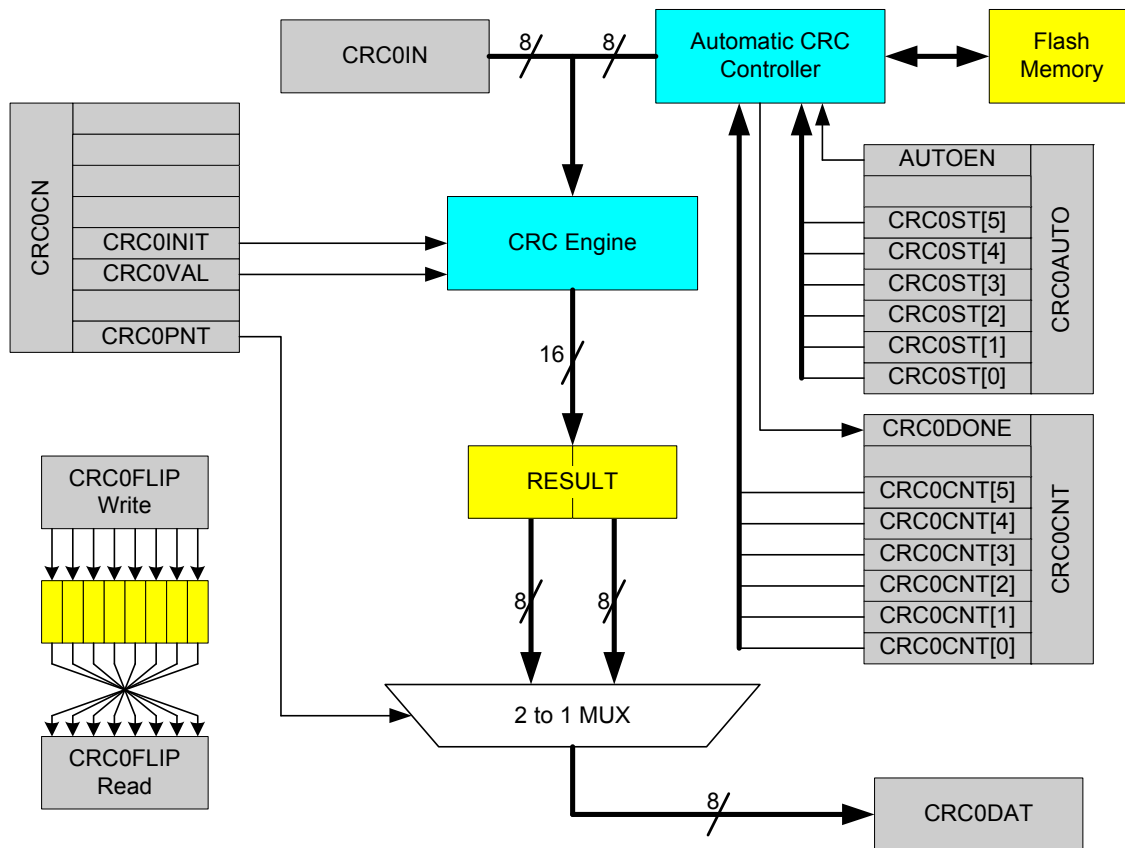 CRC0IN
8
8
Automatic CRC
Controller
Flash
Memory
CRC0CN
CRC0INIT
CRC0VAL
CRC0PNT
CRC Engine
AUTOEN
CRC0ST[5]
CRC0ST[4]
CRC0ST[3]
CRC0ST[2]
CRC0ST[1]
CRC0ST[0]
CRC0AUTO
16
RESULT
CRC0DONE
CRC0CNT[5]
CRC0CNT[4]
CRC0CNT[3]
CRC0CNT[2]
CRC0CNT[1]
CRC0CNT[0]
CRC0CNT
CRC0FLIP
Write
8
8
2 to 1 MUX
CRC0FLIP
Read
8
CRC0DAT